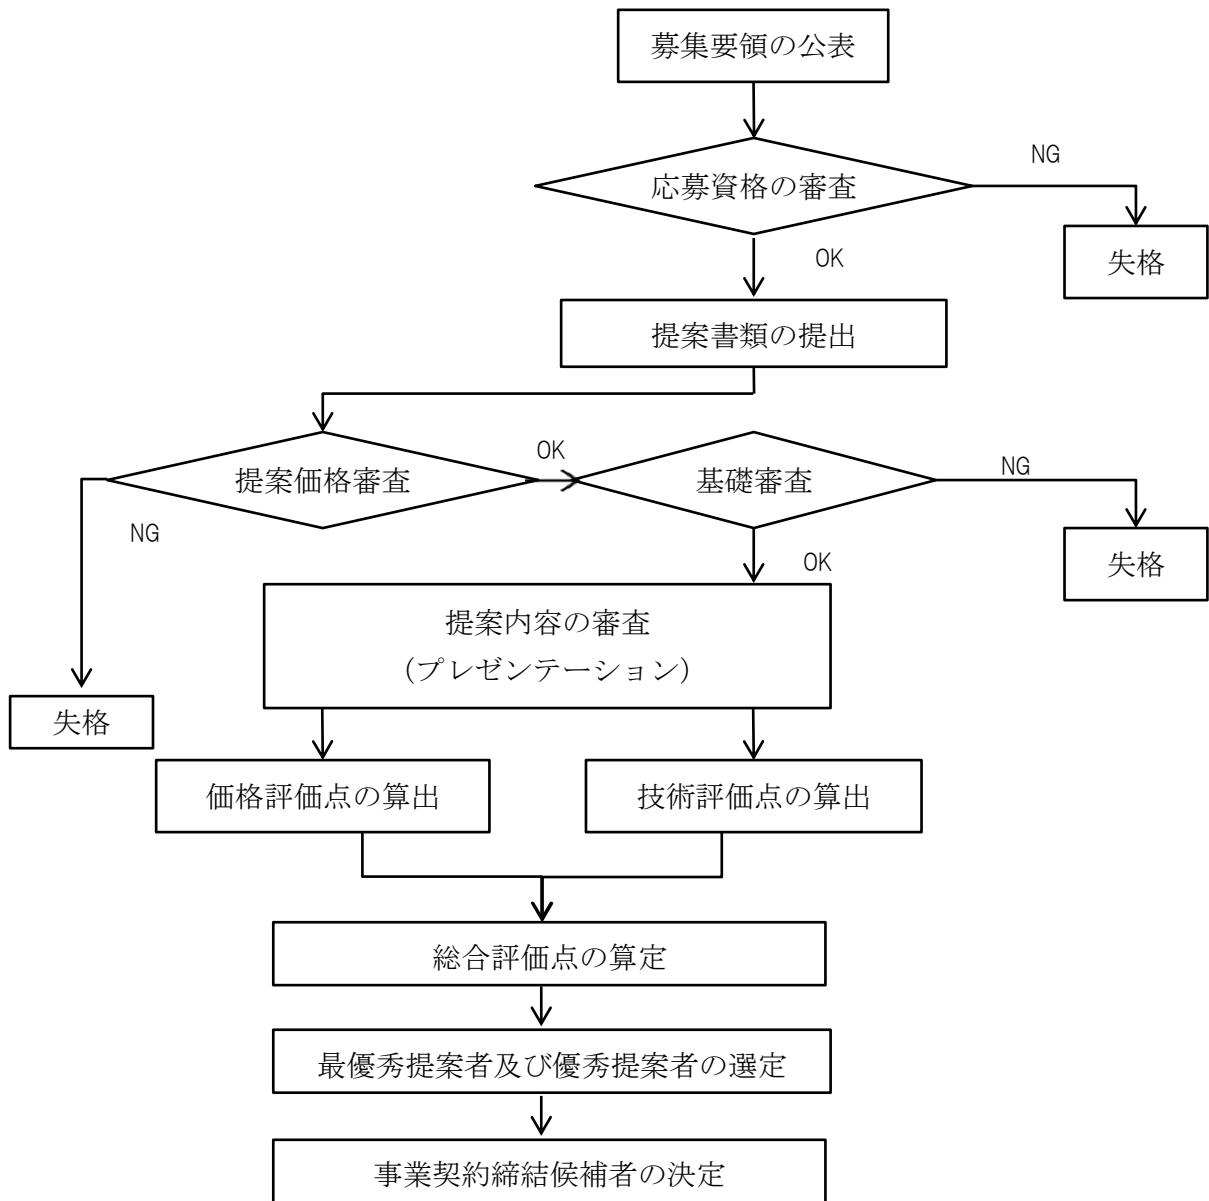 募集要領の公表
応募資格の審査
NG
失格
OK
提案書類の提出
提案価格審査
OK
基礎審査
NG
失格
NG
OK
提案内容の審査
（プレゼンテーション）
失格
価格評価点の算出
技術評価点の算出
総合評価点の算定
最優秀提案者及び優秀提案者の選定
事業契約締結候補者の決定